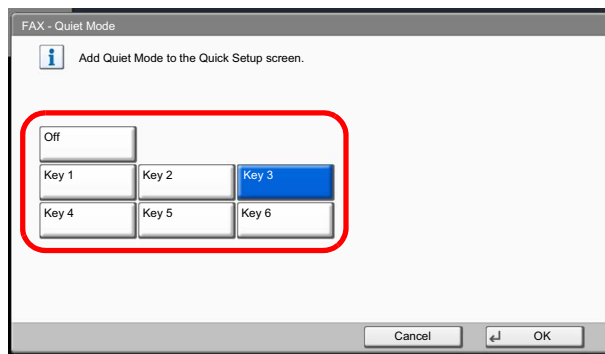 FAX - Quiet Mode
i Add Quiet Mode to the Quick Setup screen.
Off
Key 1 Key 2 Key 3
Key 4 Key 5 Key 6
Cancel OK